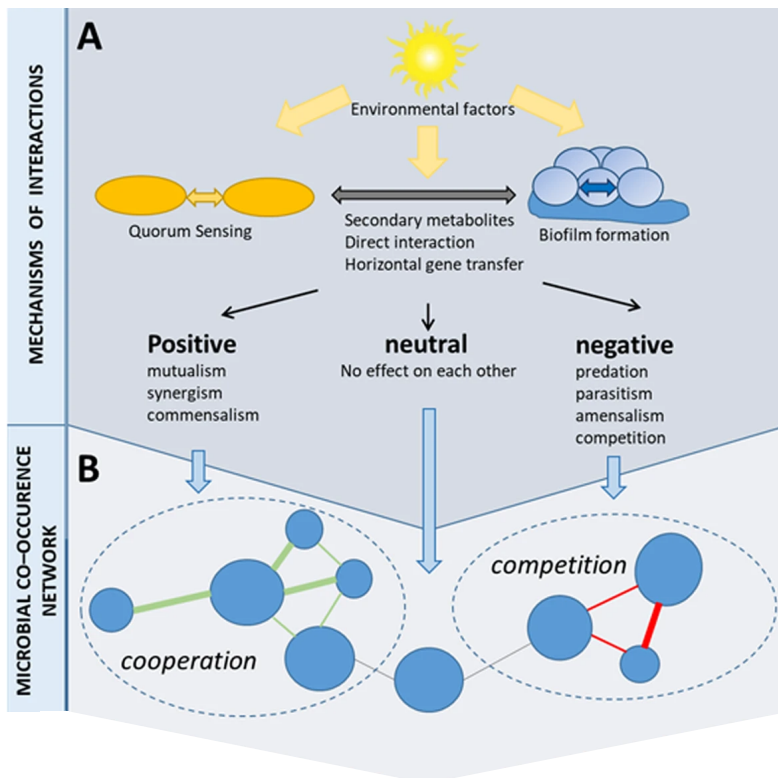 A
MECHANISMS OF INTERACTIONS
Environmental factors
Quorum Sensing
Secondary metabolites
Direct interaction
Horizontal gene transfer
Biofilm formation
Positive
mutualism
synergism
commensalism
neutral
No effect on each other
negative
predation
parasitism
amensalism
competition
B
MICROBIAL CO–OCCURENCE
NETWORK
cooperation
competition